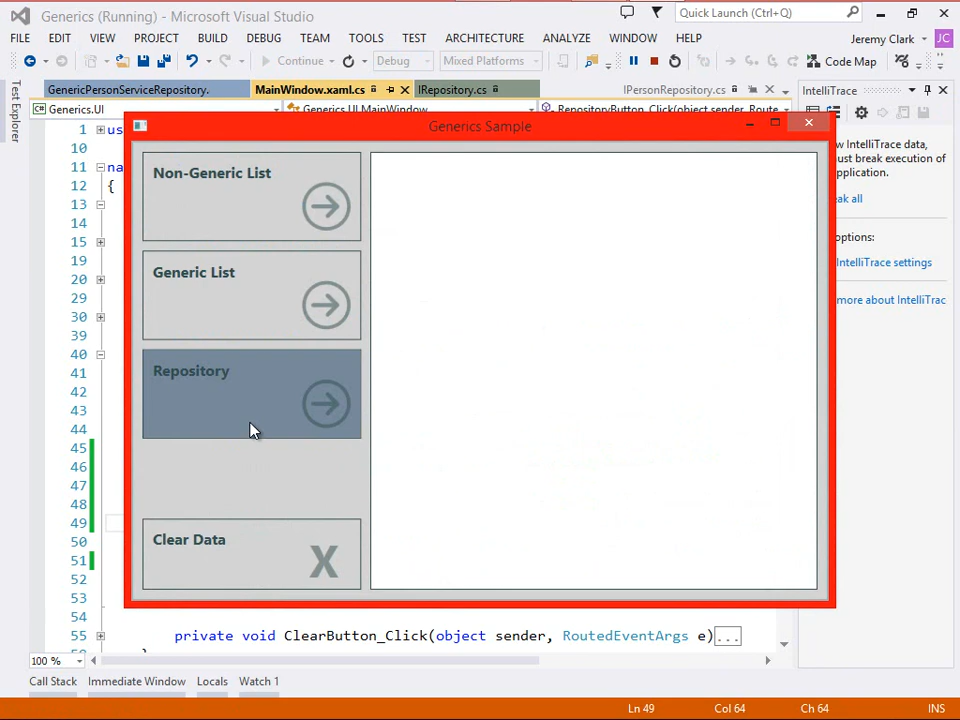 Generics (Running) - Microsoft Visual Studio
Quick Launch (Ctrl+Q)
FILE EDIT VIEW PROJECT BUILD DEBUG TEAM TOOLS TEST ARCHITECTURE ANALYZE WINDOW HELP
Jeremy Clark JC
Continue Debug Mixed Platforms Code Map
Test Explorer
GenericPersonServiceRepository. MainWindow.xaml.cs IRepository.cs IPersonRepository.cs
IntelliTrace
Generics.UI Generics.UI.MainWindow RepositoryButton_Click(object sender, Route
Generics Sample
1 us
10
11 na
12 {
13
14
15
19
20
29
30
39
40
41
42
43
44
45
46
47
48
49
50
51
52
53
54
55 private void ClearButton_Click(object sender, RoutedEventArgs e)...
Non-Generic List
Generic List
Repository
Clear Data
X
w IntelliTrace data,
ust break execution of
application.
eak all
options:
IntelliTrace settings
more about IntelliTrac
100 %
Call Stack Immediate Window Locals Watch 1
Ln 49 Col 64 Ch 64 INS